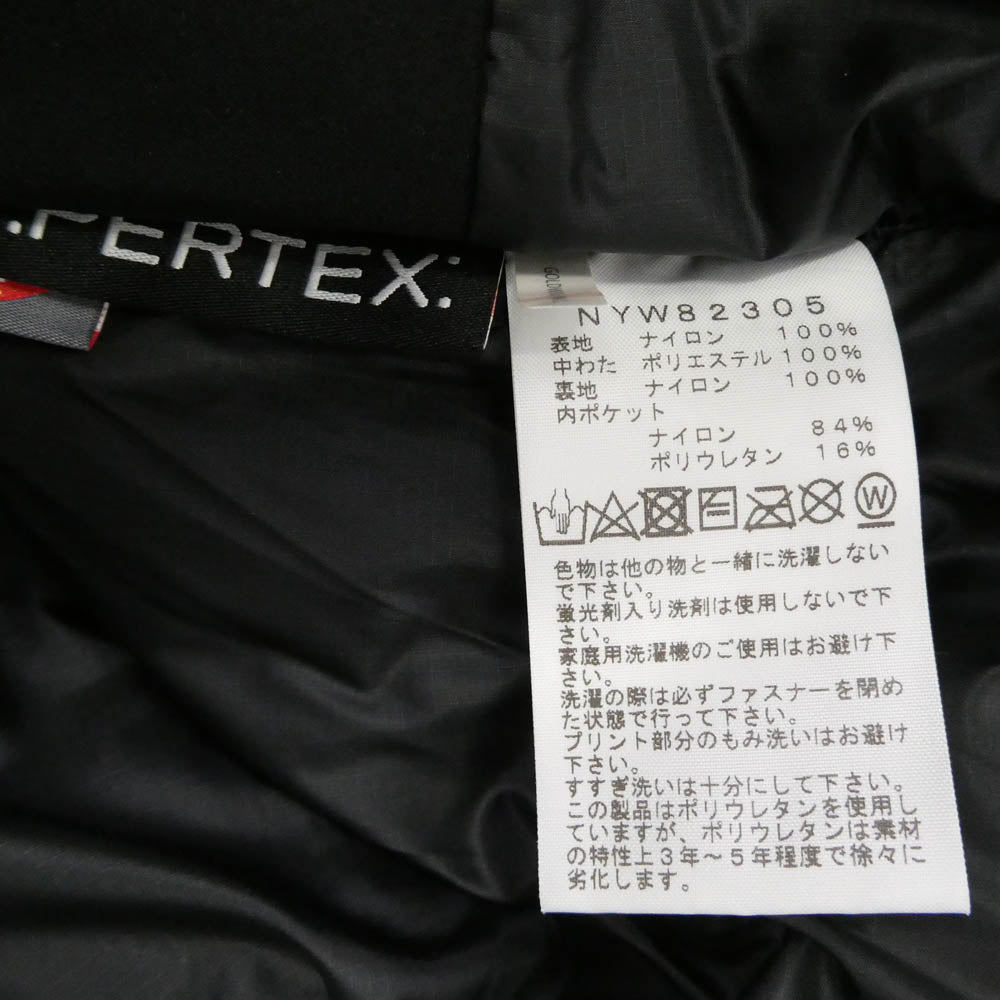 .PERTEX.
GOLDWIN
NYW82305
表地 ナイロン 100%
中わた ポリエステル 100%
裏地 ナイロン 100%
内ポケット
ナイロン 84%
ポリウレタン 16%
W
色物は他の物と一緒に洗濯しない
で下さい。
蛍光剤入り洗剤は使用しないで下
さい。
家庭用洗濯機のご使用はお避け下
さい。
洗濯の際は必ずファスナーを閉め
た状態で行って下さい。
プリント部分のもみ洗いはお避け
下さい。
すすぎ洗いは十分にして下さい。
この製品はポリウレタンを使用し
ていますが、ポリウレタンは素材
の特性上3年～5年程度で徐々に
劣化します。